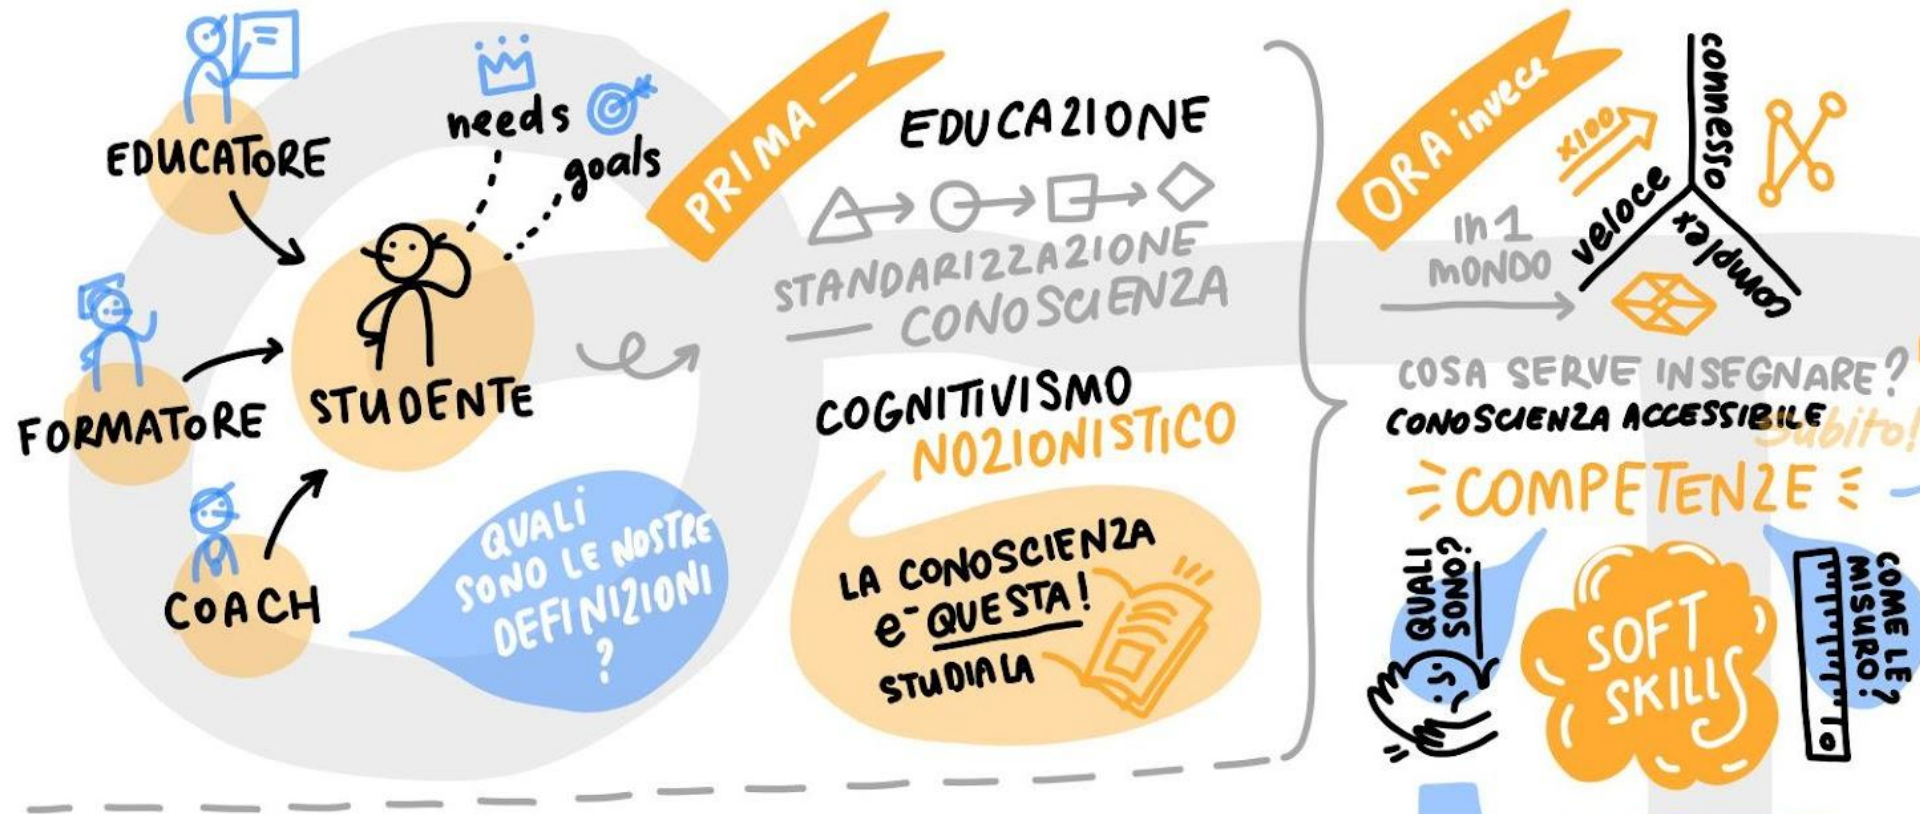 EDUCATORE
FORMATORE
COACH
STUDENTE
needs
goals
QUALI
SONO LE NOSTRE
DEFINIZIONI
?
PRIMA —
EDUCAZIONE
STANDARIZZAZIONE
— CONOSCIENZA
COGNITIVISMO
NOZIONISTICO
LA CONOSCIENZA
e- QUESTA!
STUDIALA
ORA invece
in 1
MONDO
x100
veloce
connesso
complex
COSA SERVE INSEGNARE?
CONOSCIENZA ACCESSIBILE
Subito!
COMPETENZE
QUALI
SONO?
SOFT
SKILLS
COME LE?
MISURO?